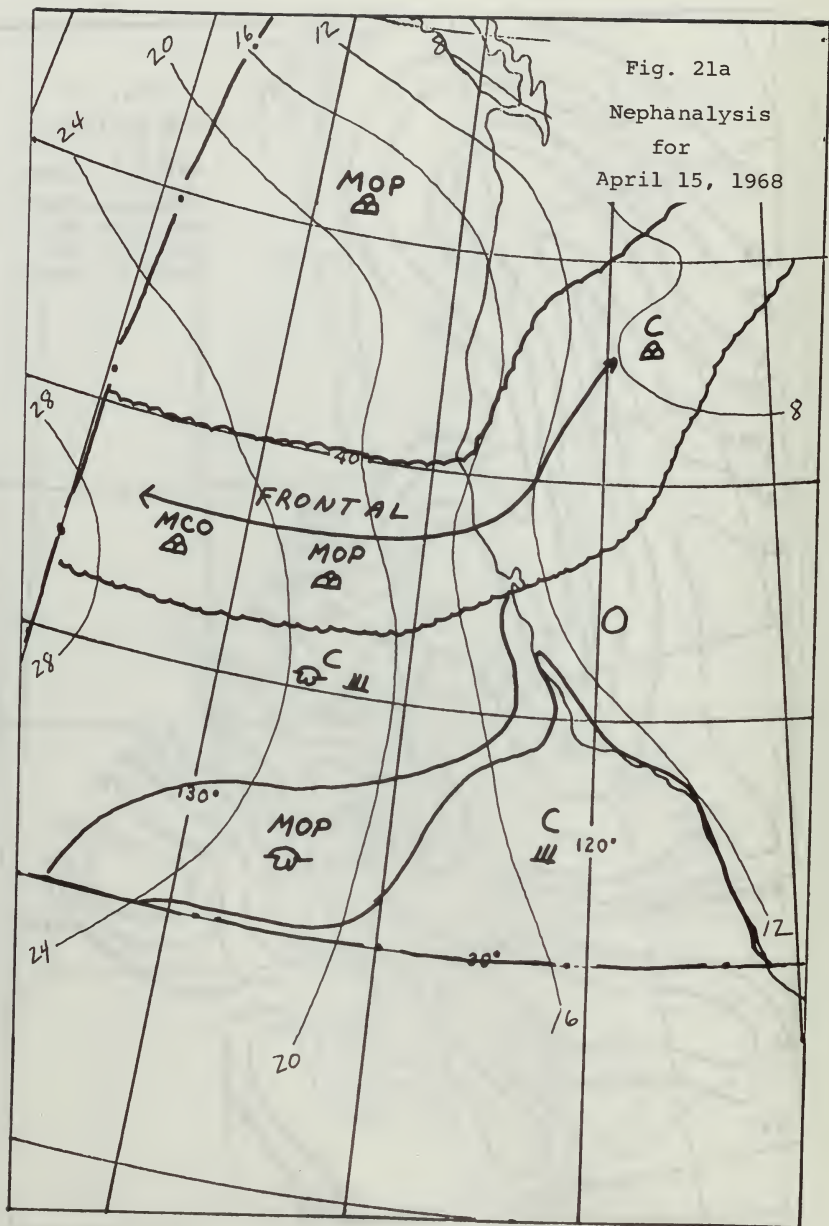 Fig. 21a
Nephanalysis
for
April 15, 1968
20
16
12
8
24
MOP
C
28
8
40
FRONTAL
MCO
MOP
28
C
O
130°
MOP
C
120°
24
12
30°
16
20